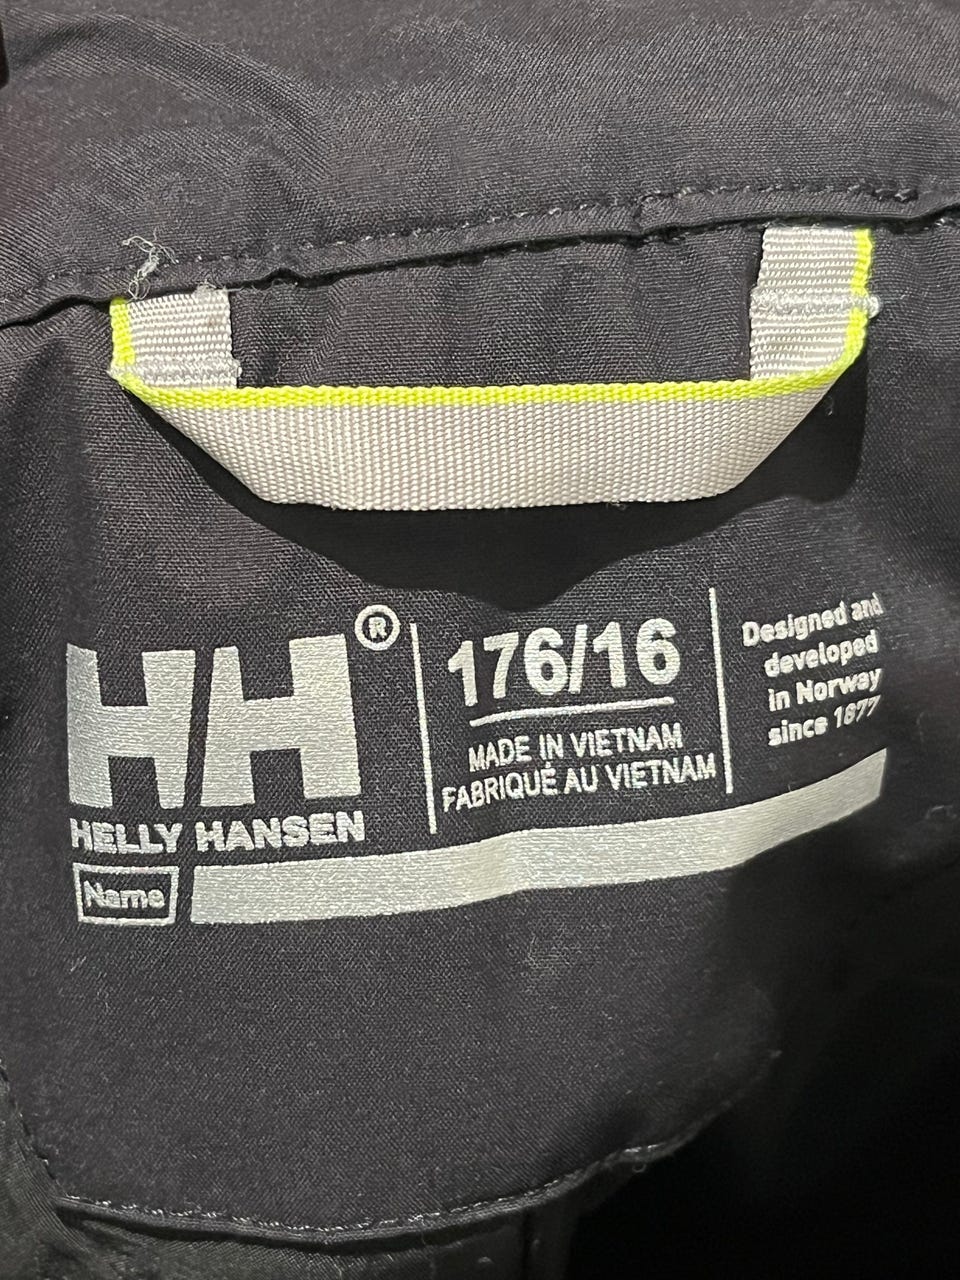 HH®
HELLY HANSEN
Name
176/16
MADE IN VIETNAM
FABRIQUÉ AU VIETNAM
Designed and
developed
in Norway
since 1877